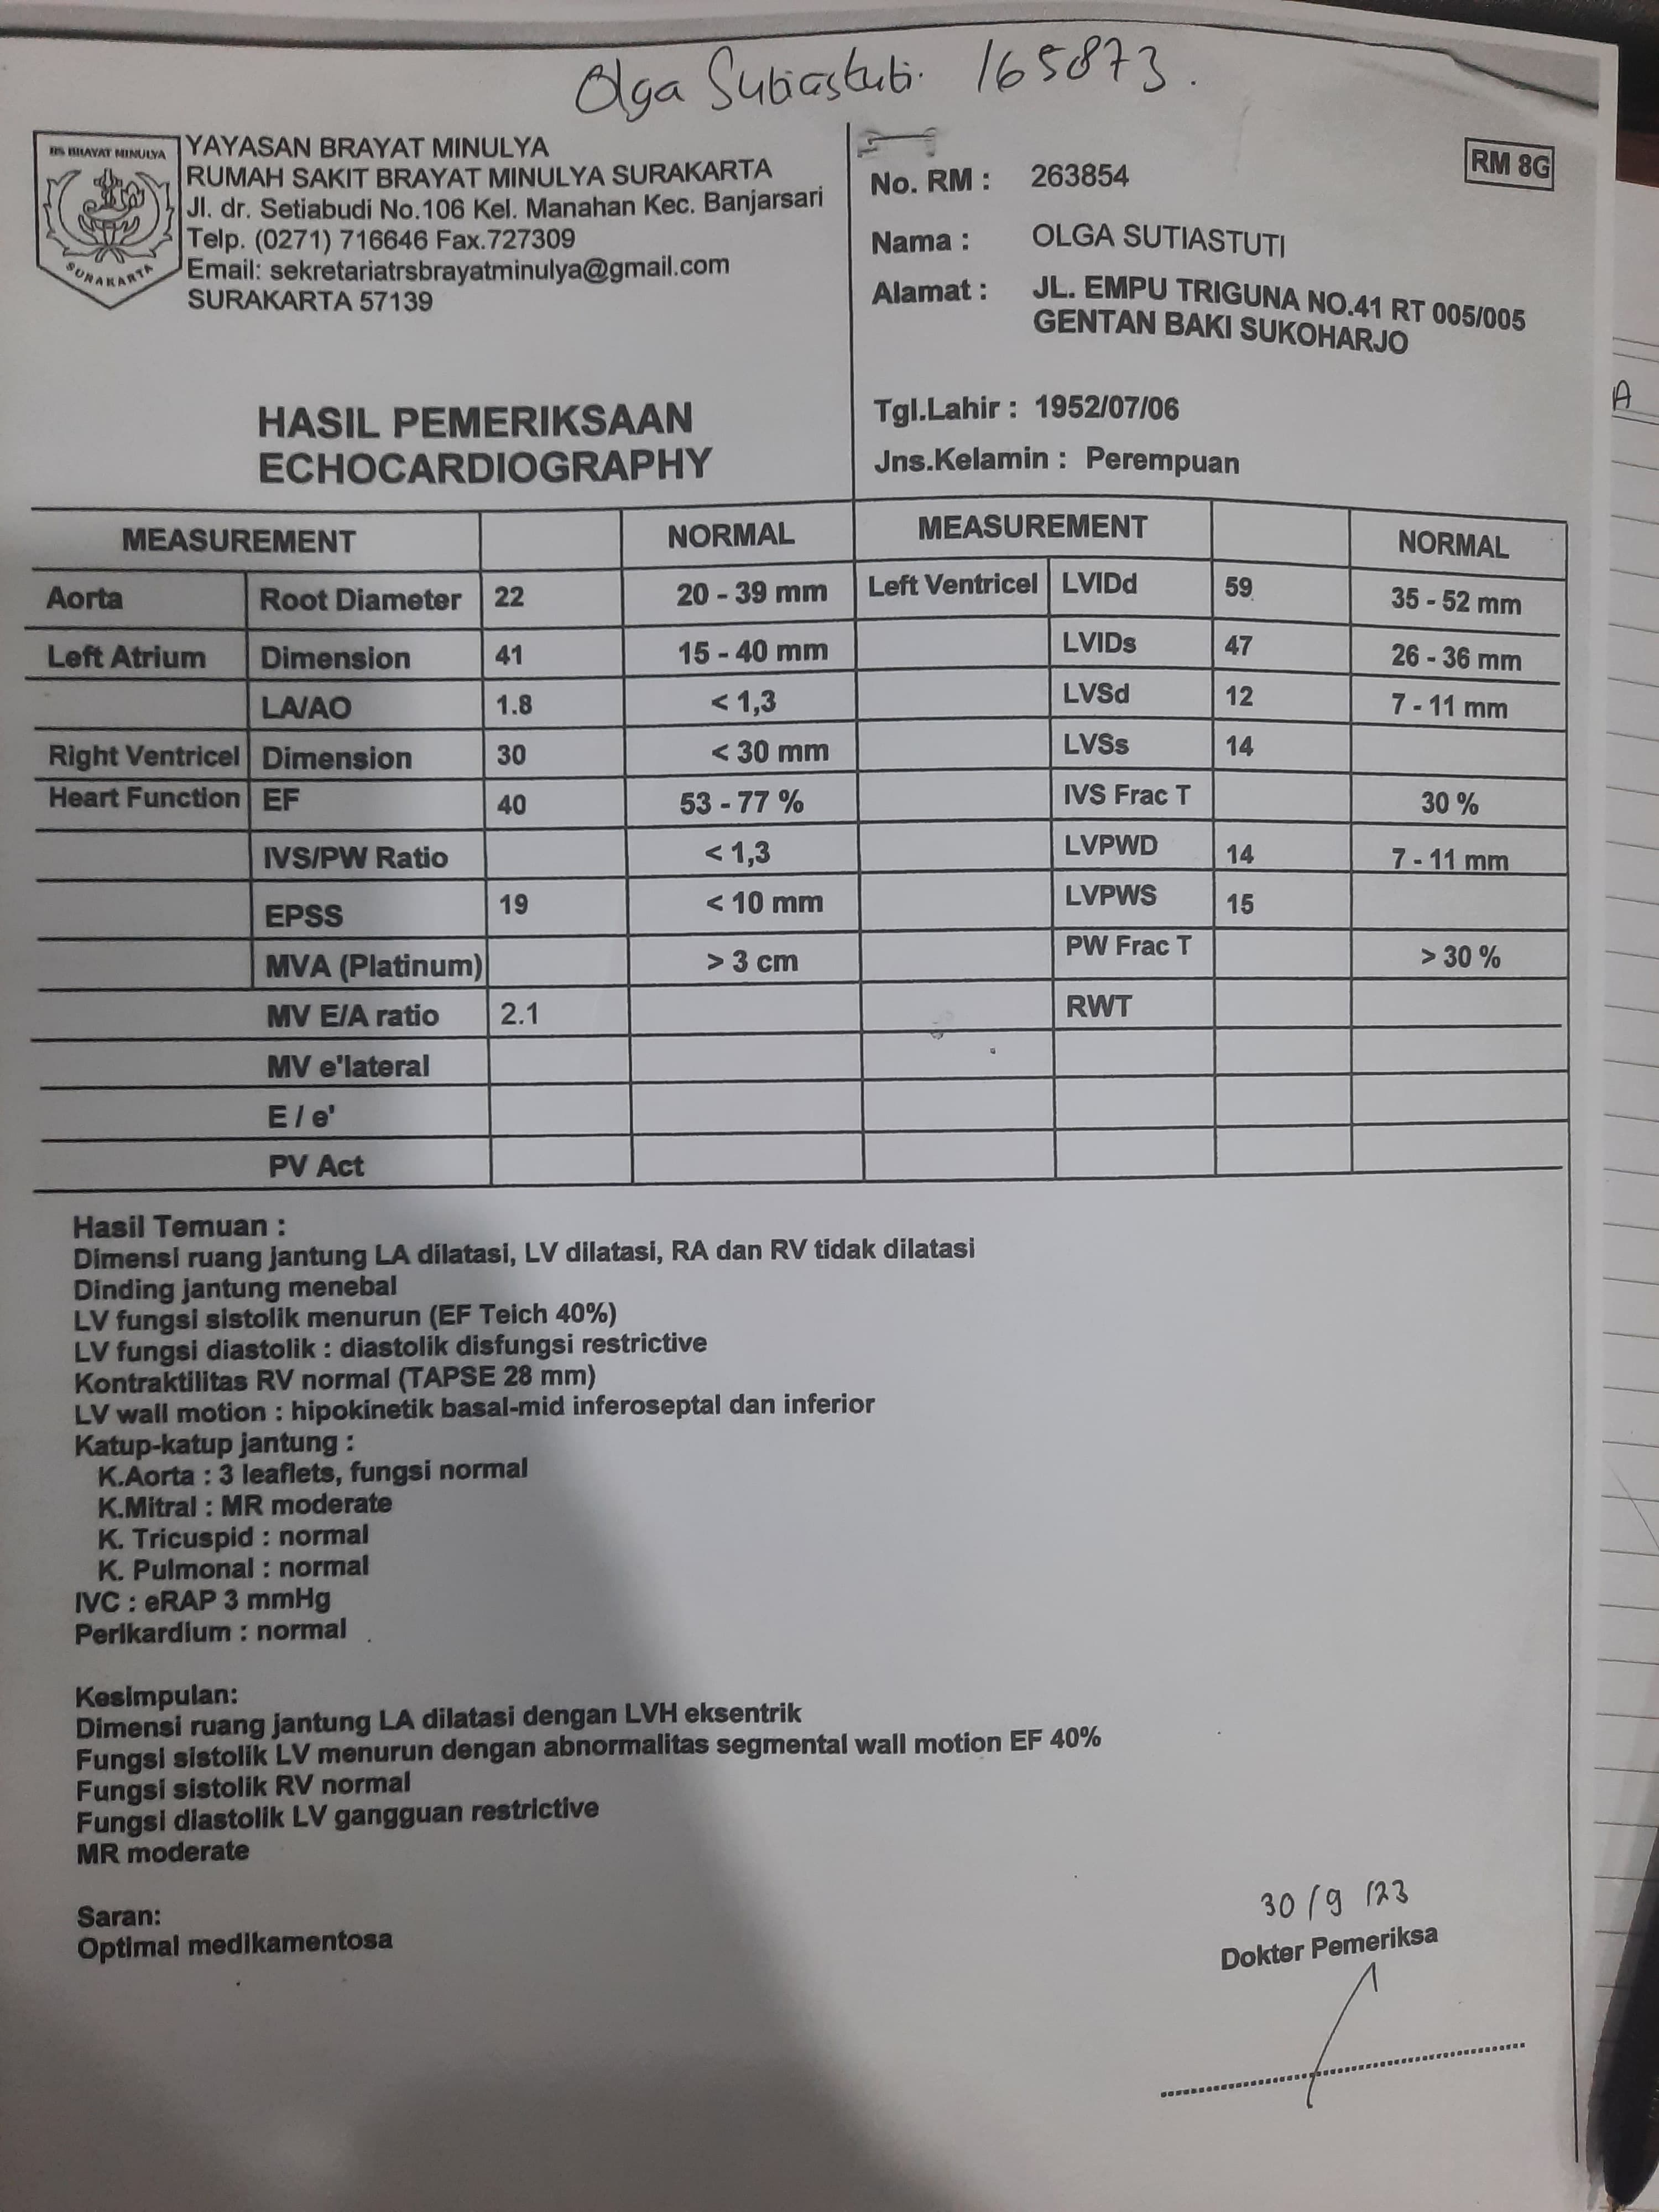 Olga Sutiastuti. 165873.
RS BRAYAT MINULYA
SURAKARTA
YAYASAN BRAYAT MINULYA
RUMAH SAKIT BRAYAT MINULYA SURAKARTA
Jl. dr. Setiabudi No.106 Kel. Manahan Kec. Banjarsari
Telp. (0271) 716646 Fax.727309
Email: sekretariatrsbrayatminulya@gmail.com
SURAKARTA 57139
RM 8G
No. RM : 263854
Nama : OLGA SUTIASTUTI
Alamat : JL. EMPU TRIGUNA NO.41 RT 005/005
GENTAN BAKI SUKOHARJO
Tgl.Lahir : 1952/07/06
Jns.Kelamin : Perempuan
HASIL PEMERIKSAAN
ECHOCARDIOGRAPHY
MEASUREMENT NORMAL MEASUREMENT NORMAL
Aorta Root Diameter 22 20 - 39 mm Left Ventricel LVIDd 59 35 - 52 mm
Left Atrium Dimension 41 15 - 40 mm LVIDs 47 26 - 36 mm
LA/AO 1.8 < 1,3 LVSd 12 7 - 11 mm
Right Ventricel Dimension 30 < 30 mm LVSs 14
Heart Function EF 40 53 - 77 % IVS Frac T 30 %
IVS/PW Ratio < 1,3 LVPWD 14 7 - 11 mm
EPSS 19 < 10 mm LVPWS 15
MVA (Platinum) > 3 cm PW Frac T > 30 %
MV E/A ratio 2.1 RWT
MV e'lateral
E / e'
PV Act
Hasil Temuan :
Dimensi ruang jantung LA dilatasi, LV dilatasi, RA dan RV tidak dilatasi
Dinding jantung menebal
LV fungsi sistolik menurun (EF Teich 40%)
LV fungsi diastolik : diastolik disfungsi restrictive
Kontraktilitas RV normal (TAPSE 28 mm)
LV wall motion : hipokinetik basal-mid inferoseptal dan inferior
Katup-katup jantung :
K.Aorta : 3 leaflets, fungsi normal
K.Mitral : MR moderate
K. Tricuspid : normal
K. Pulmonal : normal
IVC : eRAP 3 mmHg
Perikardium : normal
Kesimpulan:
Dimensi ruang jantung LA dilatasi dengan LVH eksentrik
Fungsi sistolik LV menurun dengan abnormalitas segmental wall motion EF 40%
Fungsi sistolik RV normal
Fungsi diastolik LV gangguan restrictive
MR moderate
Saran:
Optimal medikamentosa
30/9/23
Dokter Pemeriksa
A